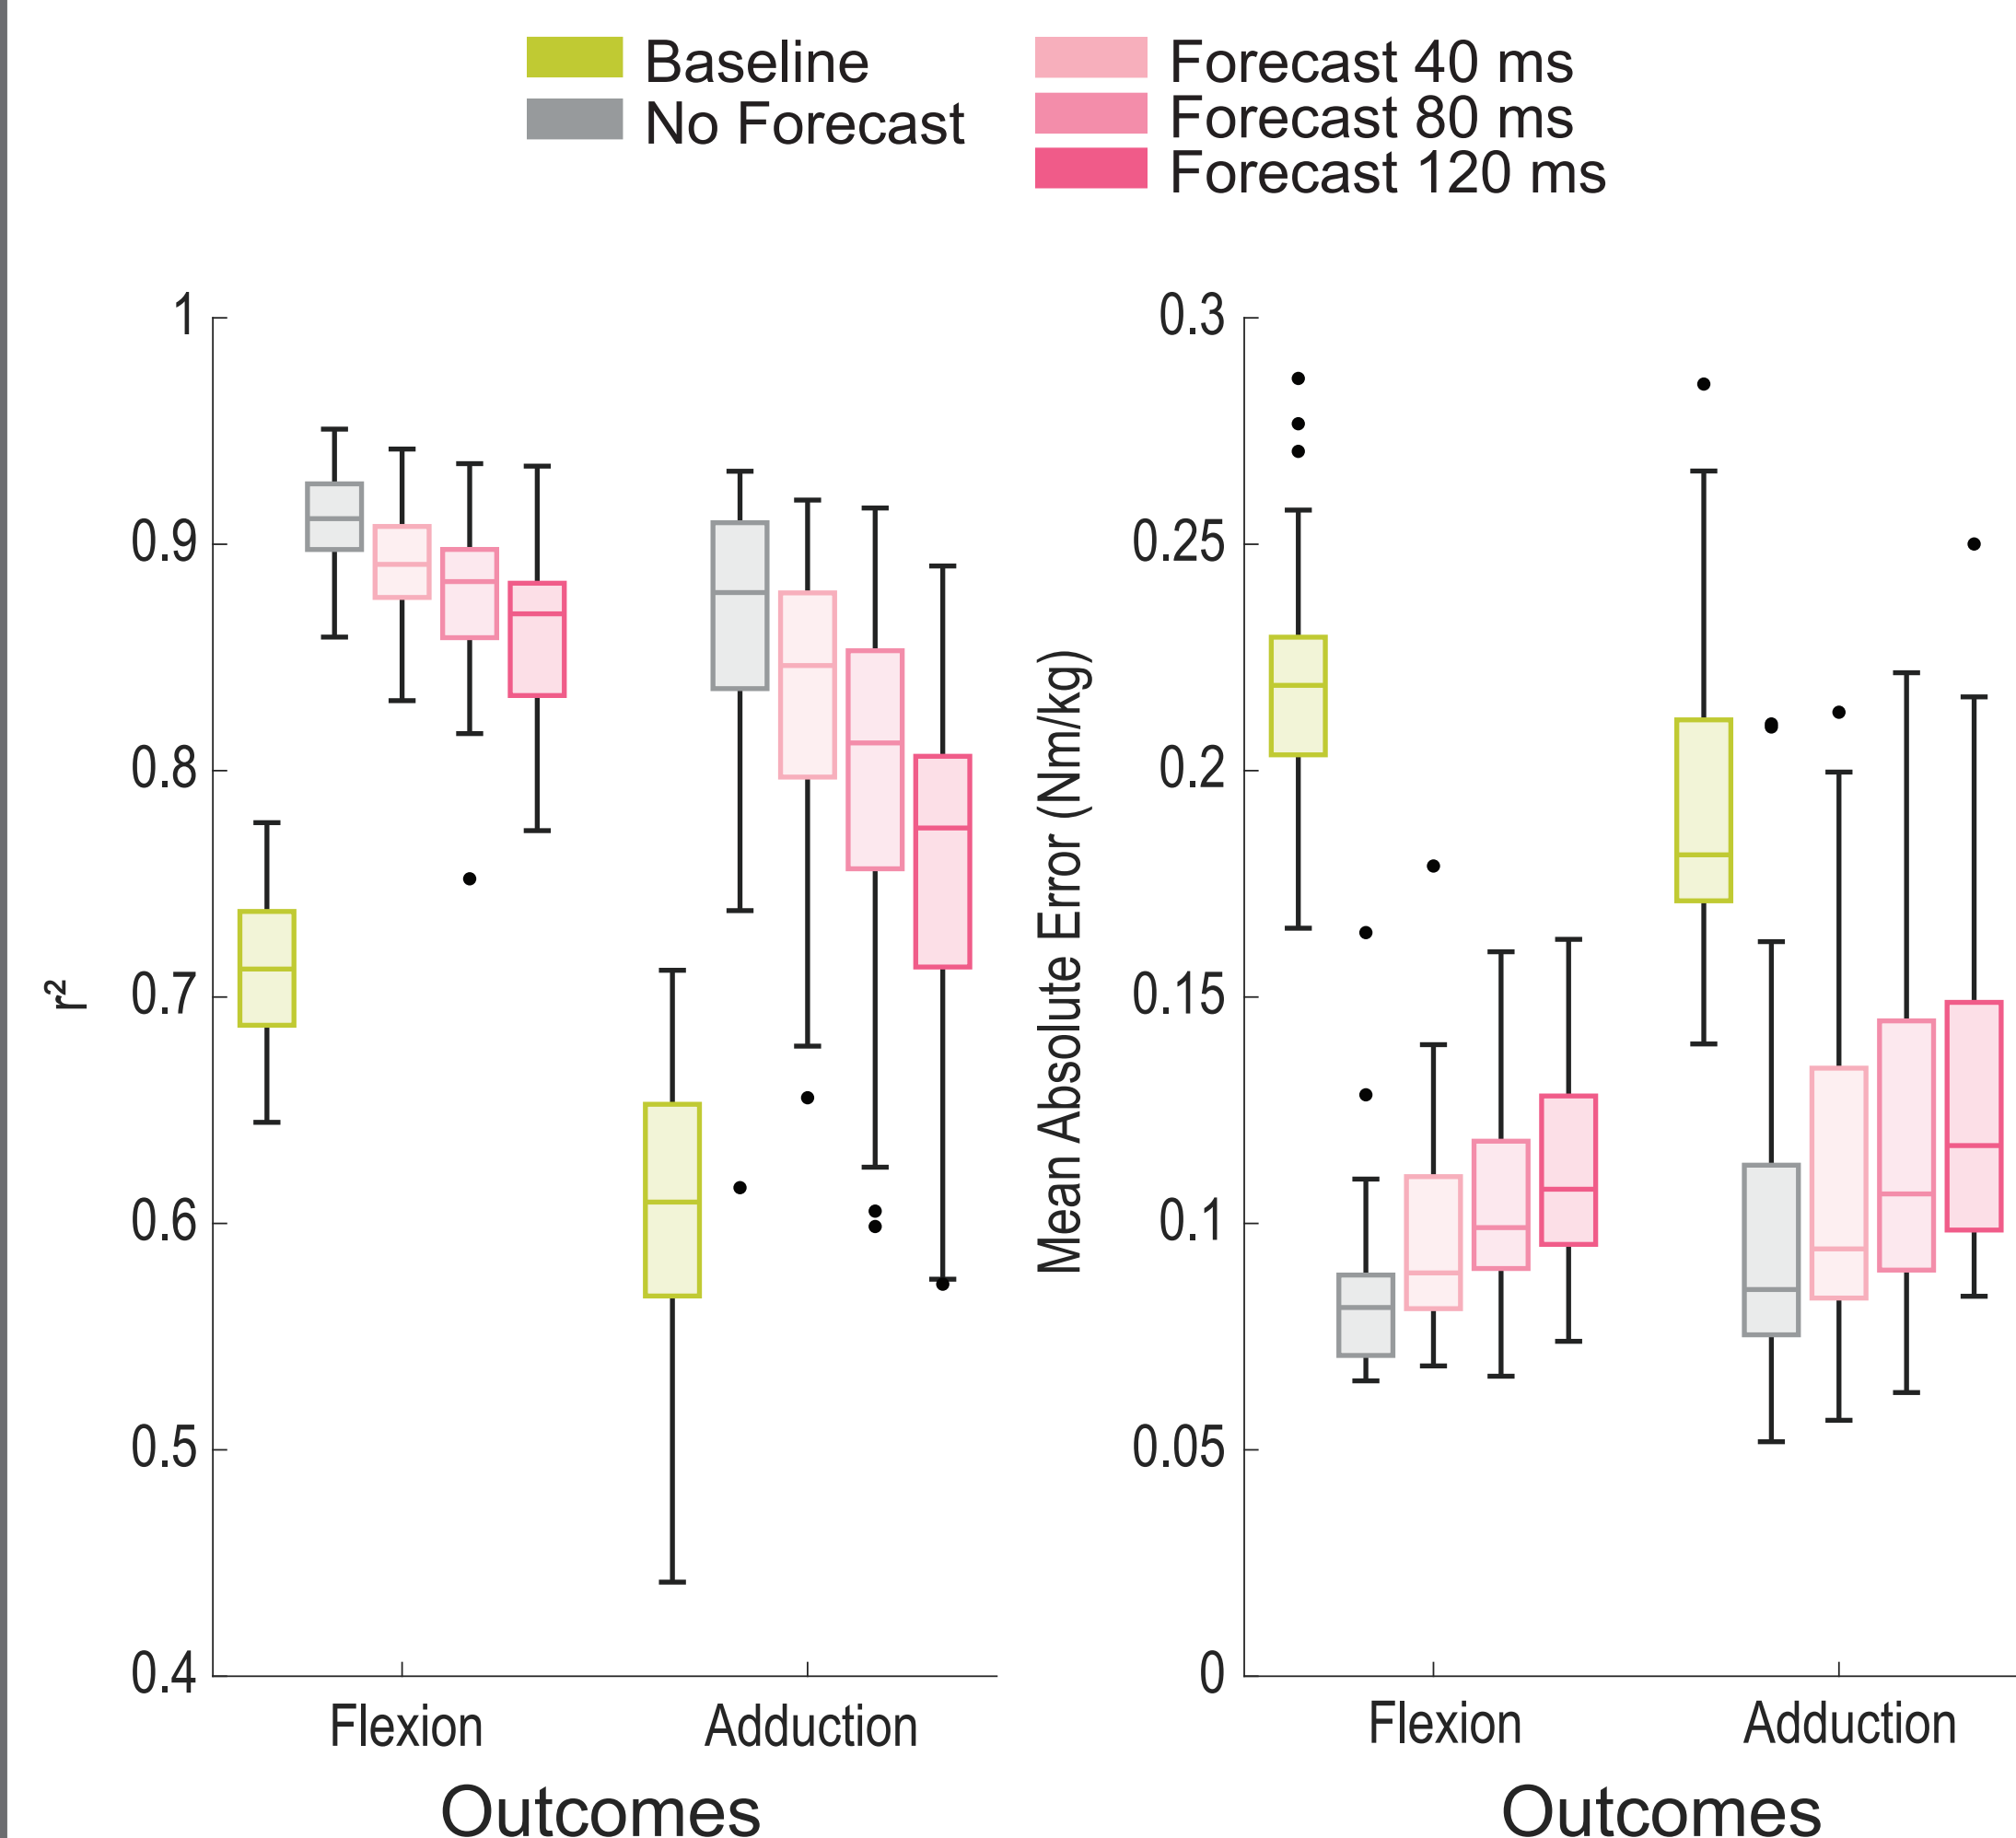 Baseline
No Forecast
Forecast 40 ms
Forecast 80 ms
Forecast 120 ms
r²
1
0.9
0.8
0.7
0.6
0.5
0.4
Flexion
Adduction
Outcomes
Mean Absolute Error (Nm/kg)
0.3
0.25
0.2
0.15
0.1
0.05
0
Flexion
Adduction
Outcomes